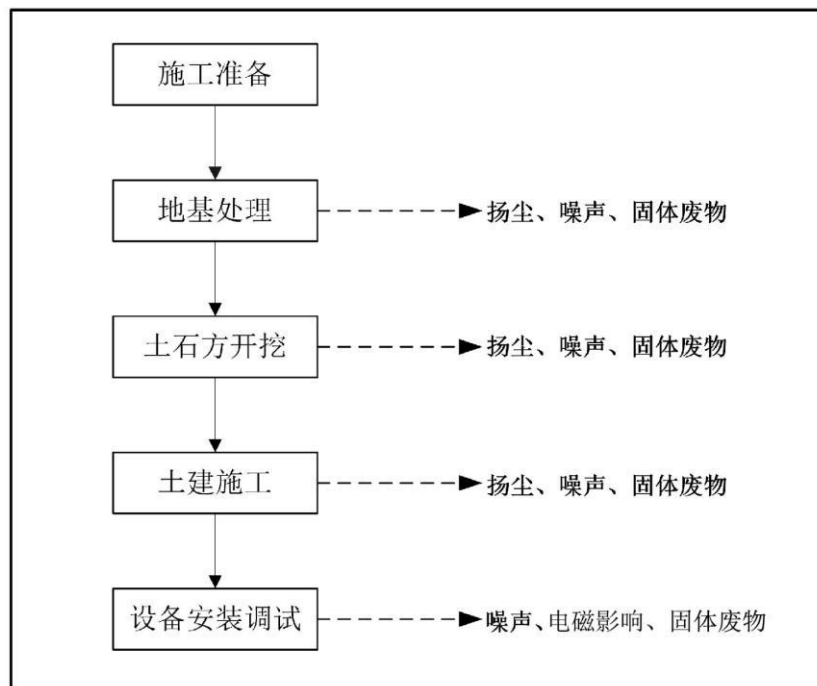 施工准备
地基处理
扬尘、噪声、固体废物
土石方开挖
扬尘、噪声、固体废物
土建施工
扬尘、噪声、固体废物
设备安装调试
噪声、电磁影响、固体废物